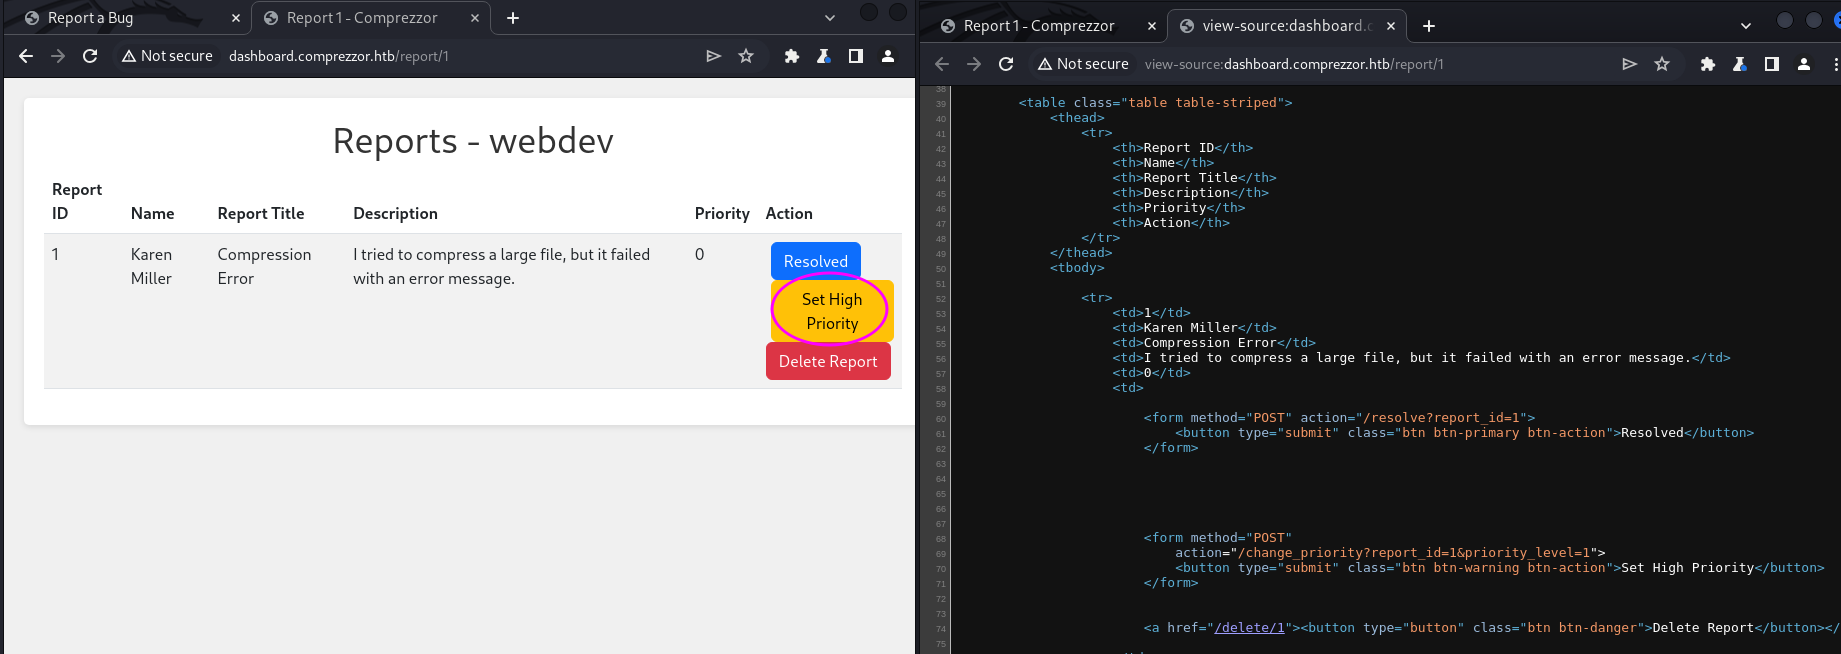 Report a Bug
Report 1 - Comprezzor
Not secure
dashboard.comprezzor.htb/report/1
Reports - webdev
Report ID
Name
Report Title
Description
Priority
Action
1
Karen Miller
Compression Error
I tried to compress a large file, but it failed
with an error message.
0
Resolved
Set High
Priority
Delete Report
Report 1 - Comprezzor
view-source:dashboard.c
Not secure
view-source:dashboard.comprezzor.htb/report/1
38
39 <table class="table table-striped">
40 <thead>
41 <tr>
42 <th>Report ID</th>
43 <th>Name</th>
44 <th>Report Title</th>
45 <th>Description</th>
46 <th>Priority</th>
47 <th>Action</th>
48 </tr>
49 </thead>
50 <tbody>
51
52 <tr>
53 <td>1</td>
54 <td>Karen Miller</td>
55 <td>Compression Error</td>
56 <td>I tried to compress a large file, but it failed with an error message.</td>
57 <td>0</td>
58 <td>
59
60 <form method="POST" action="/resolve?report_id=1">
61 <button type="submit" class="btn btn-primary btn-action">Resolved</button>
62 </form>
63
64
65
66
67
68 <form method="POST"
69 action="/change_priority?report_id=1&priority_level=1">
70 <button type="submit" class="btn btn-warning btn-action">Set High Priority</button>
71 </form>
72
73
74 <a href="/delete/1"><button type="button" class="btn btn-danger">Delete Report</button></
75